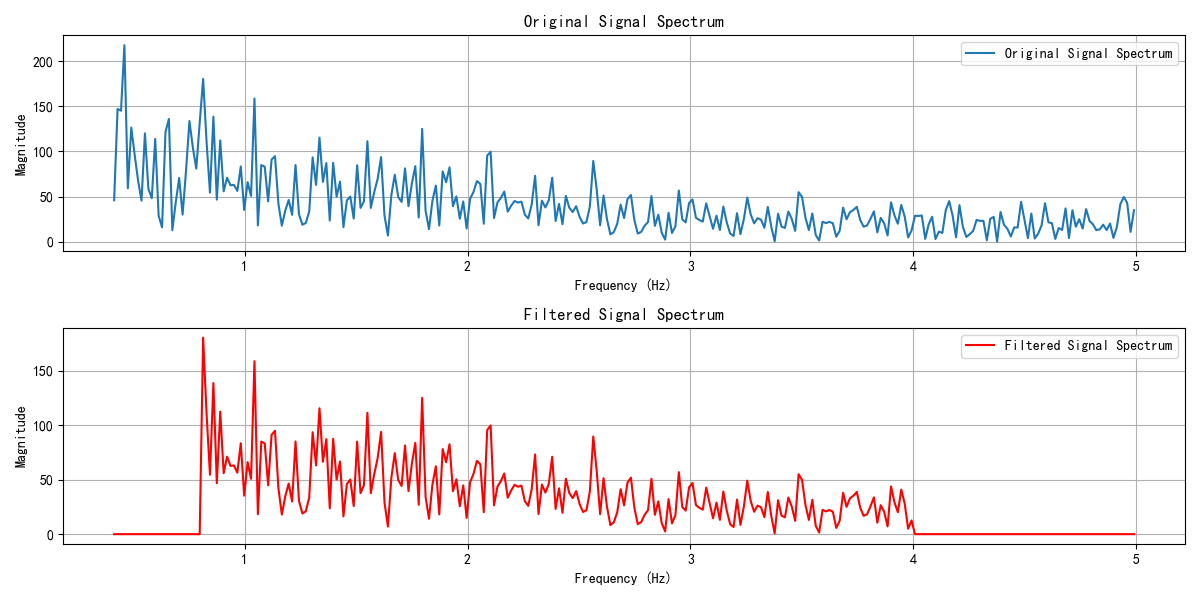 Original Signal Spectrum
Original Signal Spectrum
Magnitude
200
150
100
50
0
1
2
3
4
5
Frequency (Hz)
Filtered Signal Spectrum
Filtered Signal Spectrum
Magnitude
150
100
50
0
1
2
3
4
5
Frequency (Hz)